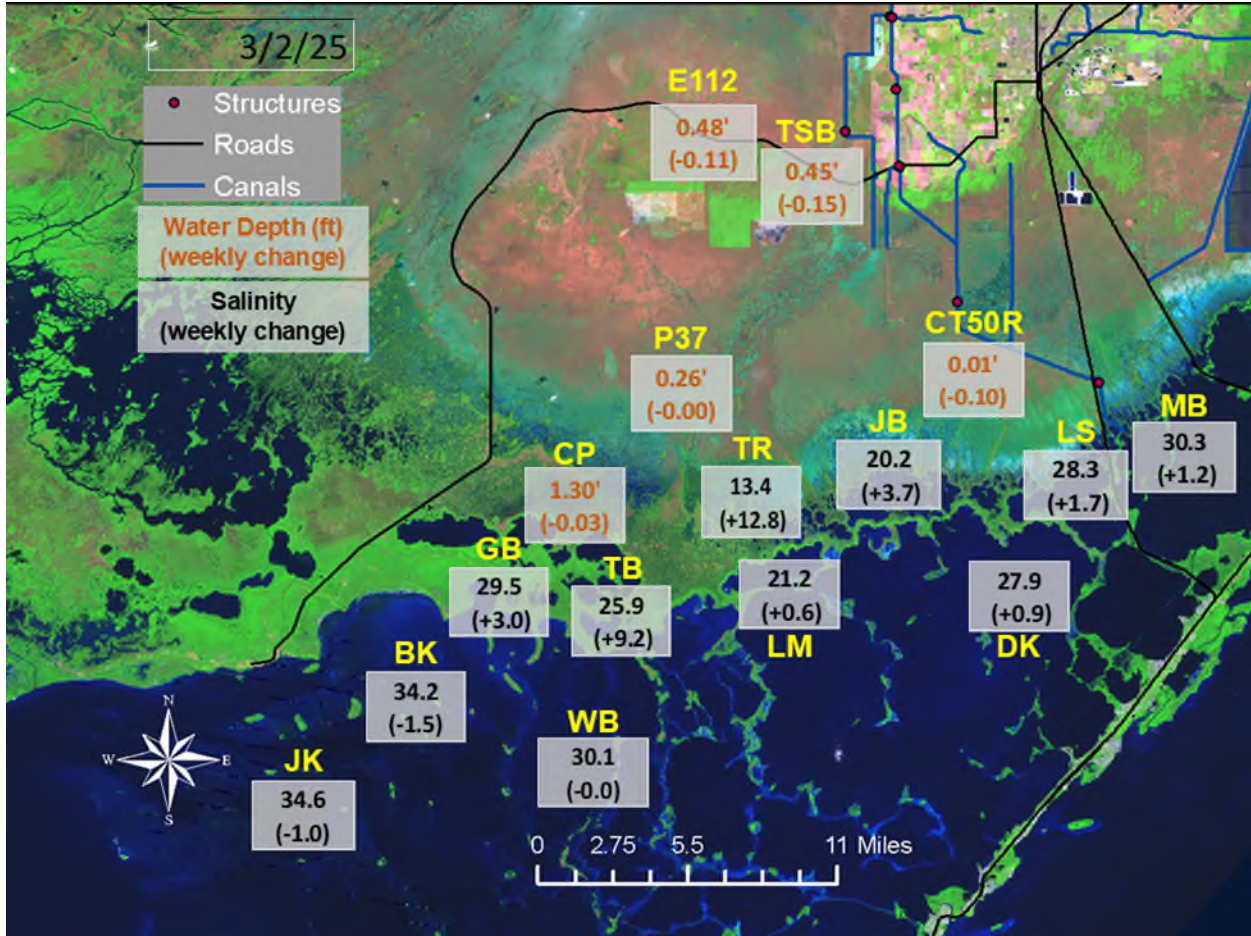 3/2/25
Structures
Roads
Canals
Water Depth (ft)
(weekly change)
Salinity
(weekly change)
E112
0.48'
(-0.11)
TSB
0.45'
(-0.15)
P37
0.26'
(-0.00)
CT50R
0.01'
(-0.10)
CP
1.30'
(-0.03)
TR
13.4
(+12.8)
JB
20.2
(+3.7)
LS
28.3
(+1.7)
MB
30.3
(+1.2)
GB
29.5
(+3.0)
TB
25.9
(+9.2)
21.2
(+0.6)
LM
27.9
(+0.9)
DK
BK
34.2
(-1.5)
WB
30.1
(-0.0)
JK
34.6
(-1.0)
N
W E
S
0 2.75 5.5 11 Miles